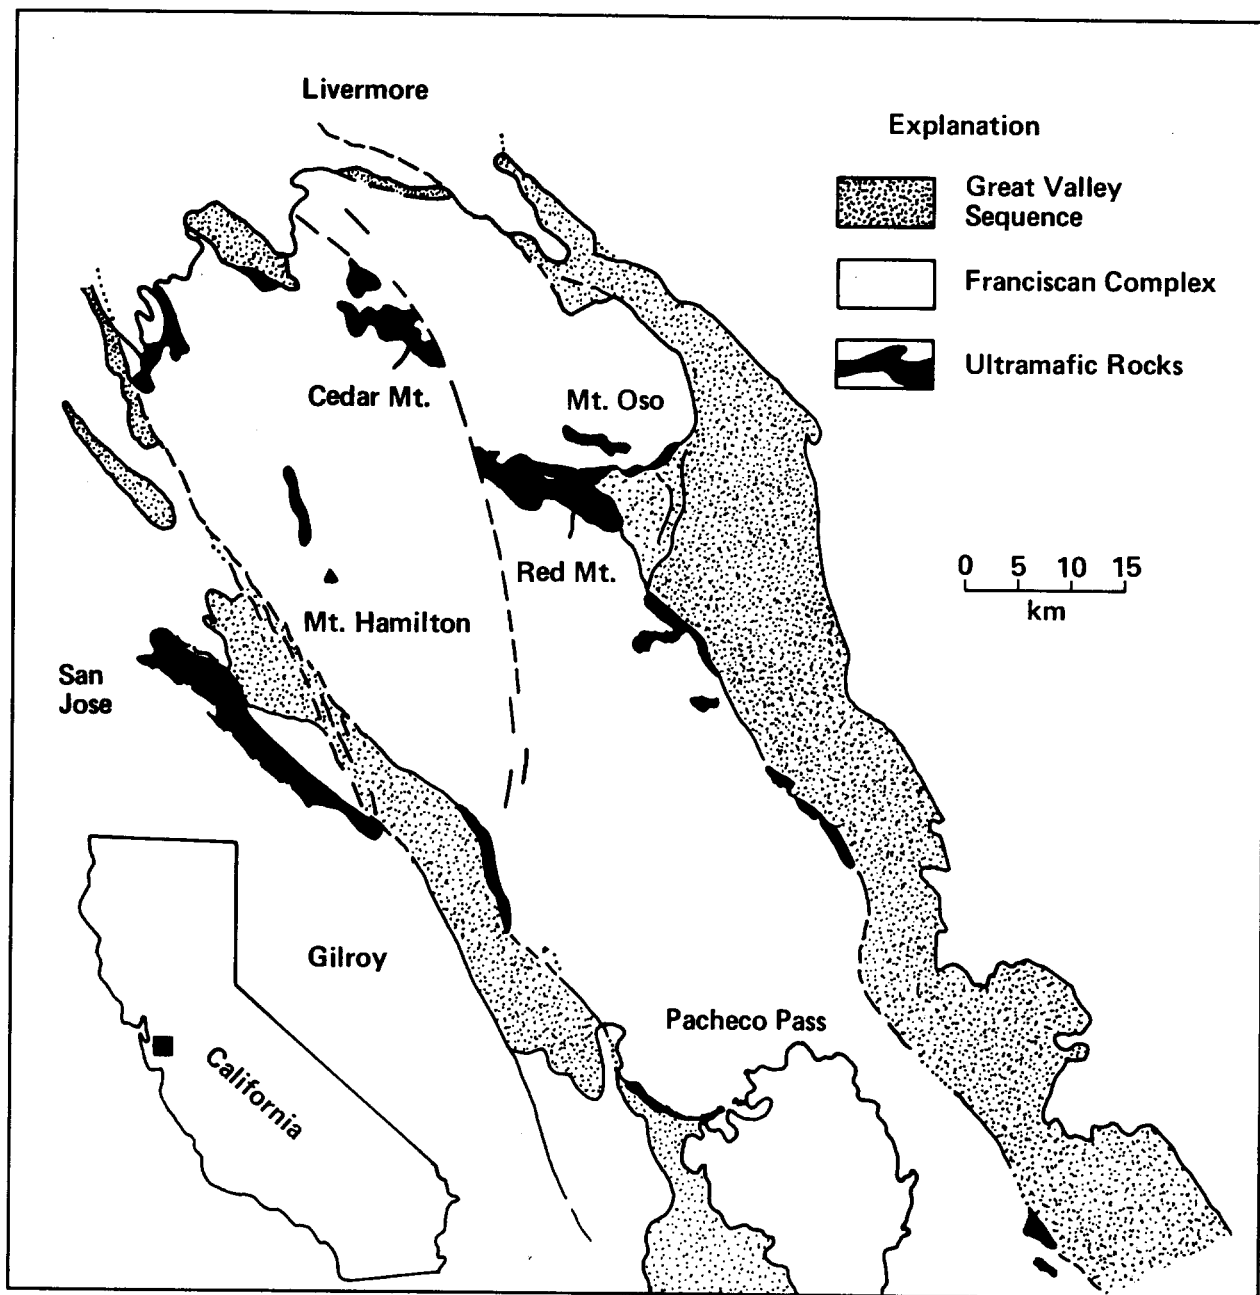 Livermore
Explanation
Great Valley
Sequence
Franciscan Complex
Ultramafic Rocks
Cedar Mt.
Mt. Oso
Red Mt.
0 5 10 15
km
Mt. Hamilton
San
Jose
Gilroy
Pacheco Pass
California